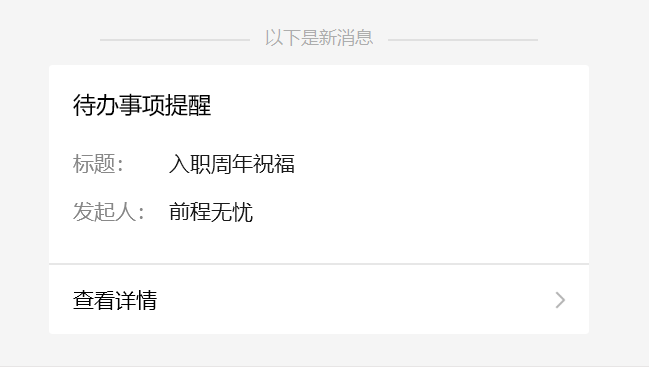 以下是新消息
待办事项提醒
标题: 入职周年祝福
发起人: 前程无忧
查看详情